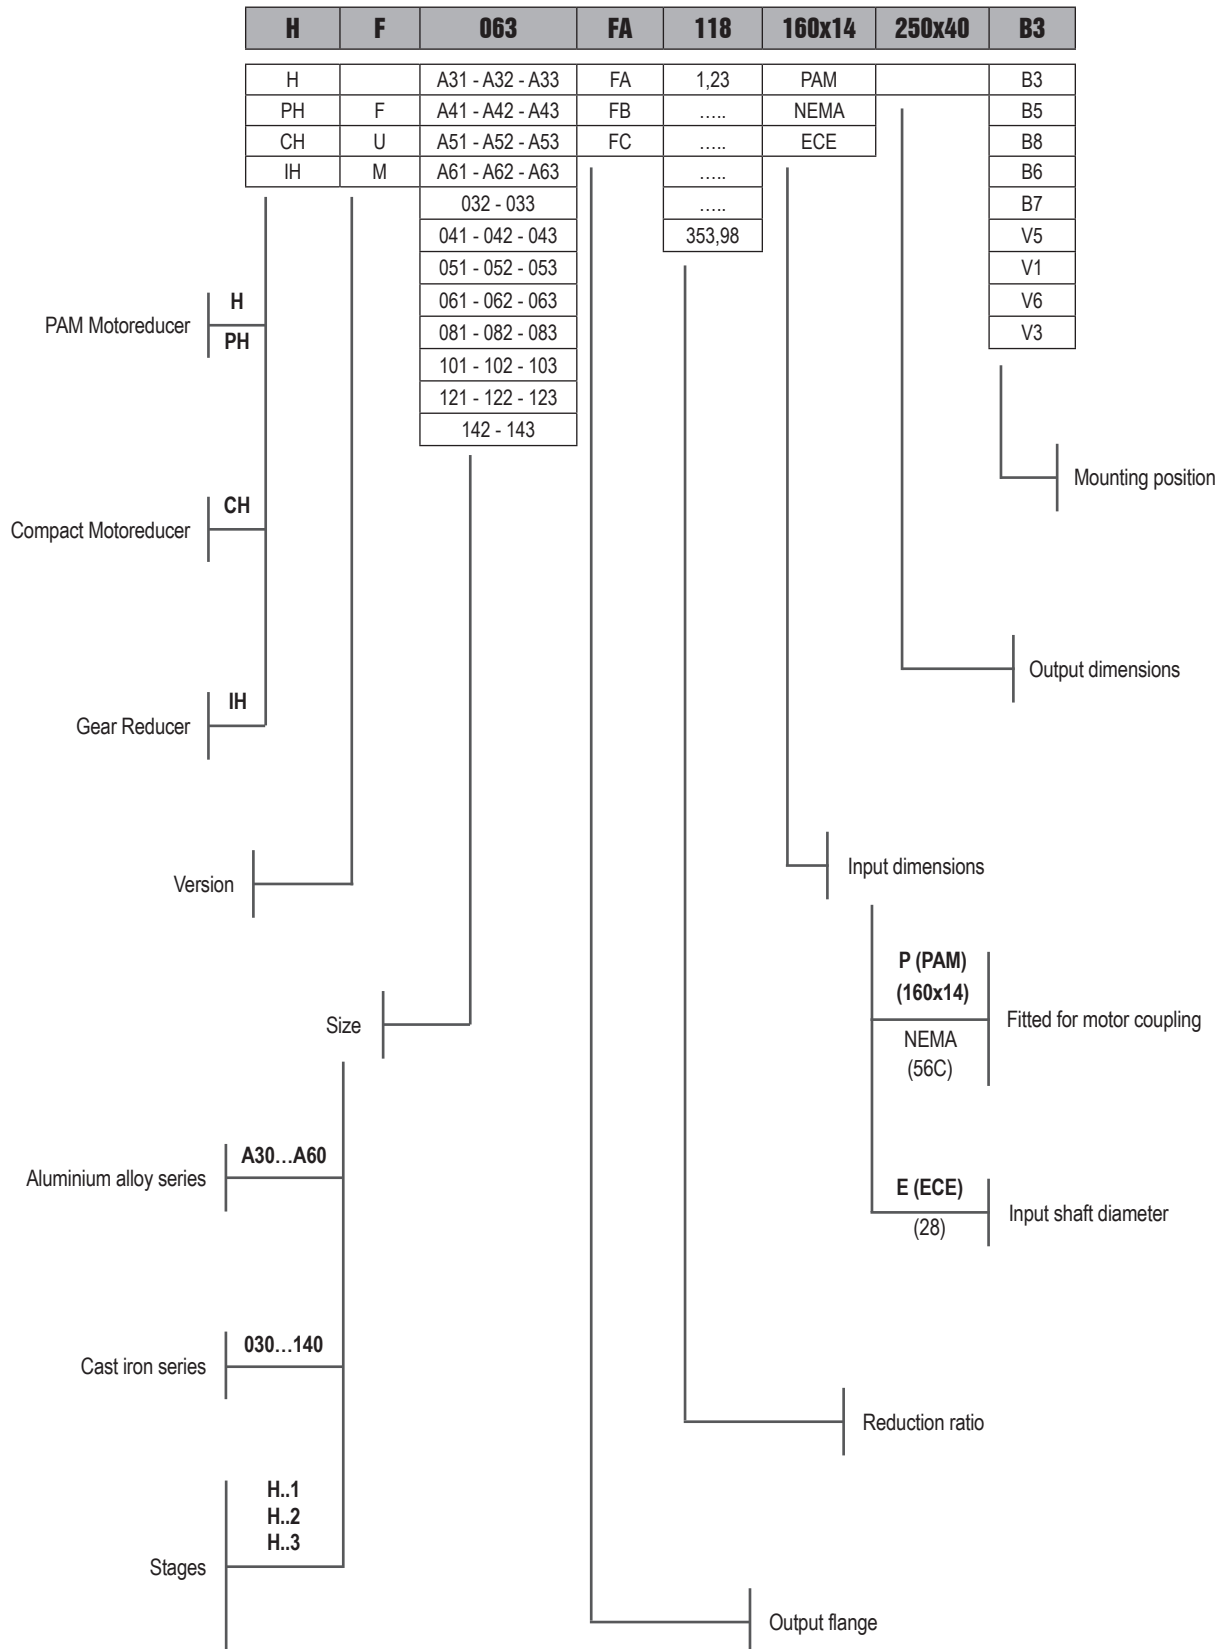 H F 063 FA 118 160x14 250x40 B3
H A31 - A32 - A33 FA 1,23 PAM B3
PH F A41 - A42 - A43 FB ..... NEMA B5
CH U A51 - A52 - A53 FC ..... ECE B8
IH M A61 - A62 - A63 ..... B6
032 - 033 ..... B7
041 - 042 - 043 353,98 V5
051 - 052 - 053 V1
061 - 062 - 063 V6
081 - 082 - 083 V3
101 - 102 - 103
121 - 122 - 123
142 - 143
PAM Motoreducer
H
PH
Mounting position
Compact Motoreducer
CH
Output dimensions
Gear Reducer
IH
Input dimensions
Version
P (PAM)
(160x14)
NEMA
(56C)
Fitted for motor coupling
Size
Aluminium alloy series
A30...A60
E (ECE)
(28)
Input shaft diameter
Cast iron series
030...140
Reduction ratio
H..1
H..2
H..3
Stages
Output flange